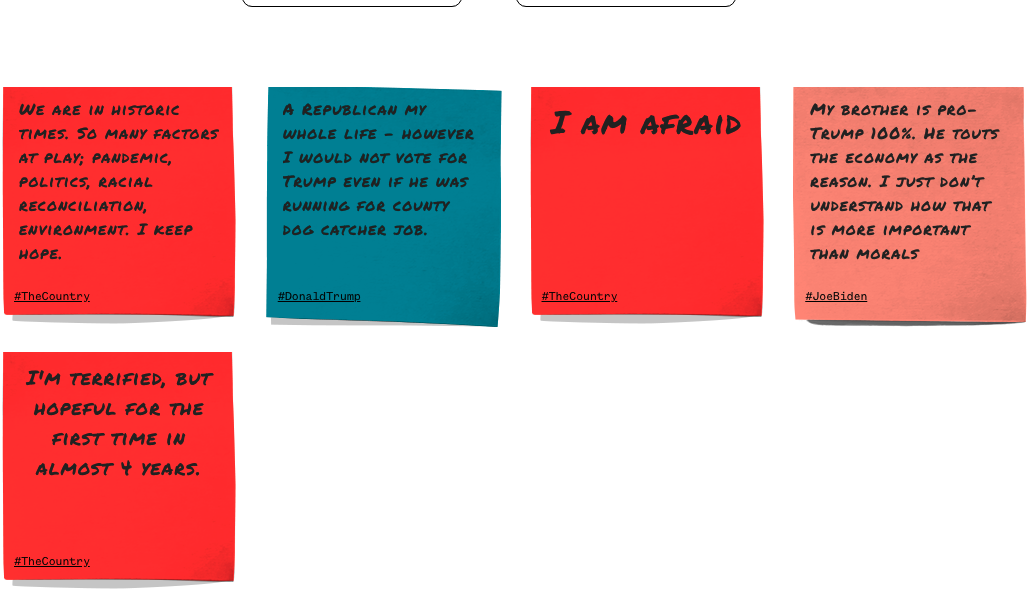 We are in historic
times. So many factors
at play; pandemic,
politics, racial
reconciliation,
environment. I keep
hope.
#TheCountry
A Republican my
whole life - however
I would not vote for
Trump even if he was
running for county
dog catcher job.
#DonaldTrump
I am afraid
#TheCountry
My brother is pro-
Trump 100%. He touts
the economy as the
reason. I just don't
understand how that
is more important
than morals
#JoeBiden
I'm terrified, but
hopeful for the
first time in
almost 4 years.
#TheCountry